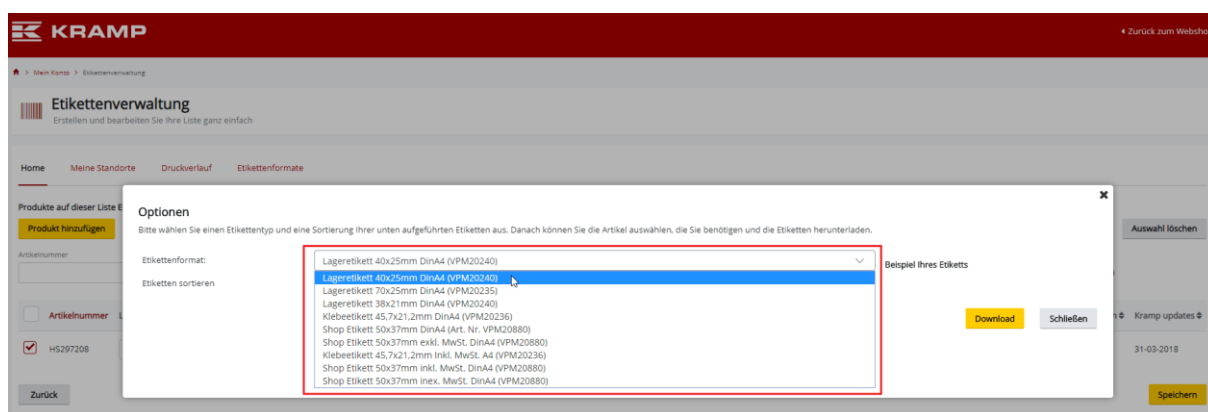 KRAMP
Zurück zum Websho
> Mein Konto > Etikettenverwaltung
Etikettenverwaltung
Erstellen und bearbeiten Sie Ihre Liste ganz einfach
Home Meine Standorte Druckverlauf Etikettenformate
Produkte auf dieser Liste E
Produkt hinzufügen
Auswahl löschen
Artikelnummer
Optionen
Bitte wählen Sie einen Etikettentyp und eine Sortierung Ihrer unten aufgeführten Etiketten aus. Danach können Sie die Artikel auswählen, die Sie benötigen und die Etiketten herunterladen.
Etikettenformat:
Lageretikett 40x25mm DinA4 (VPM20240)
Beispiel Ihres Etiketts
Etiketten sortieren
Lageretikett 40x25mm DinA4 (VPM20240)
Lageretikett 70x25mm DinA4 (VPM20235)
Lageretikett 38x21mm DinA4 (VPM20240)
Klebeetikett 45,7x21,2mm DinA4 (VPM20236)
Shop Etikett 50x37mm DinA4 (Art. Nr. VPM20880)
Shop Etikett 50x37mm exkl. MwSt. DinA4 (VPM20880)
Klebeetikett 45,7x21,2mm Inkl. MwSt. A4 (VPM20236)
Shop Etikett 50x37mm inkl. MwSt. DinA4 (VPM20880)
Shop Etikett 50x37mm inex. MwSt. DinA4 (VPM20880)
Download Schließen
Artikelnummer L
Kramp updates
HS297208
31-03-2018
Zurück
Speichern